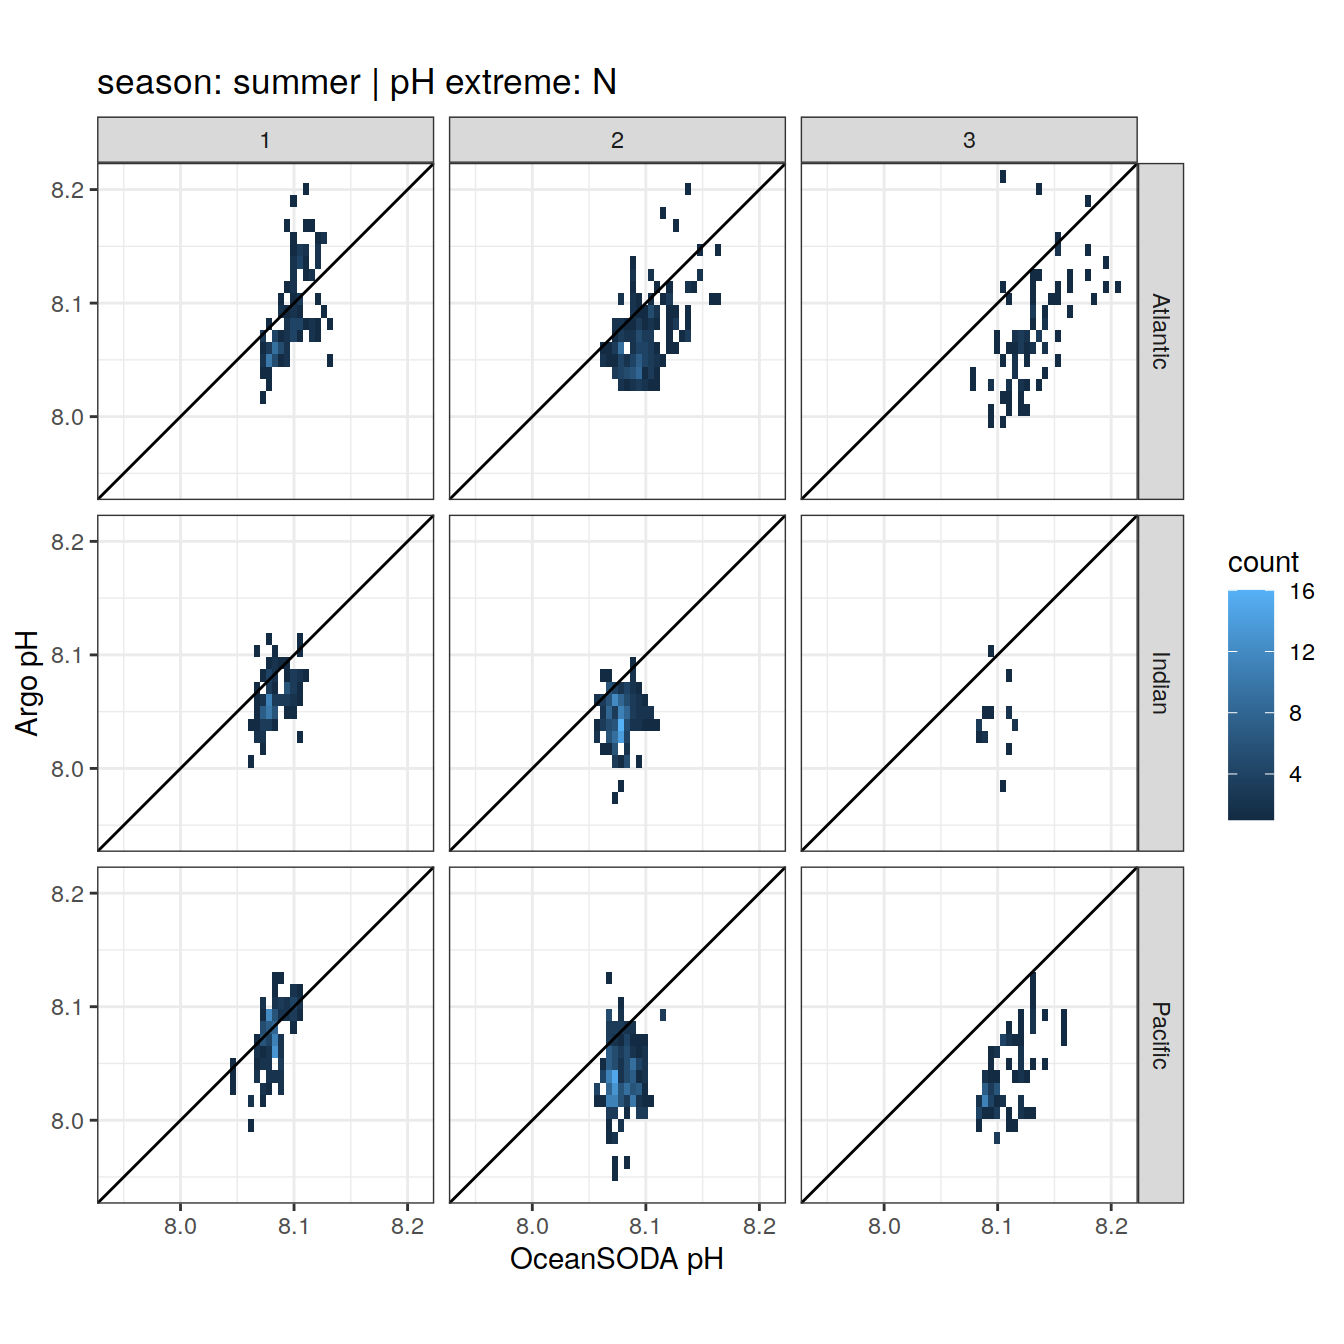 season: summer | pH extreme: N
1 2 3
8.2
8.1
8.0
Atlantic
8.2
8.1
8.0
Indian
8.2
8.1
8.0
Pacific
Argo pH
8.0 8.1 8.2 8.0 8.1 8.2 8.0 8.1 8.2
OceanSODA pH
count
16
12
8
4